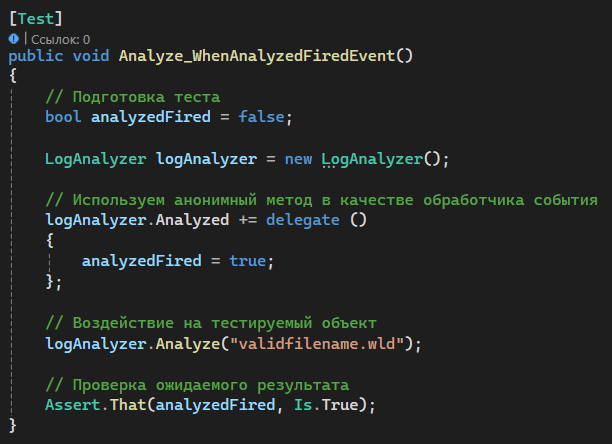 [Test]
| Ссылок: 0
public void Analyze_WhenAnalyzedFiredEvent()
{
    // Подготовка теста
    bool analyzedFired = false;
    LogAnalyzer logAnalyzer = new LogAnalyzer();
    // Используем анонимный метод в качестве обработчика события
    logAnalyzer.Analyzed += delegate ()
    {
        analyzedFired = true;
    };
    // Воздействие на тестируемый объект
    logAnalyzer.Analyze("validfilename.wld");
    // Проверка ожидаемого результата
    Assert.That(analyzedFired, Is.True);
}